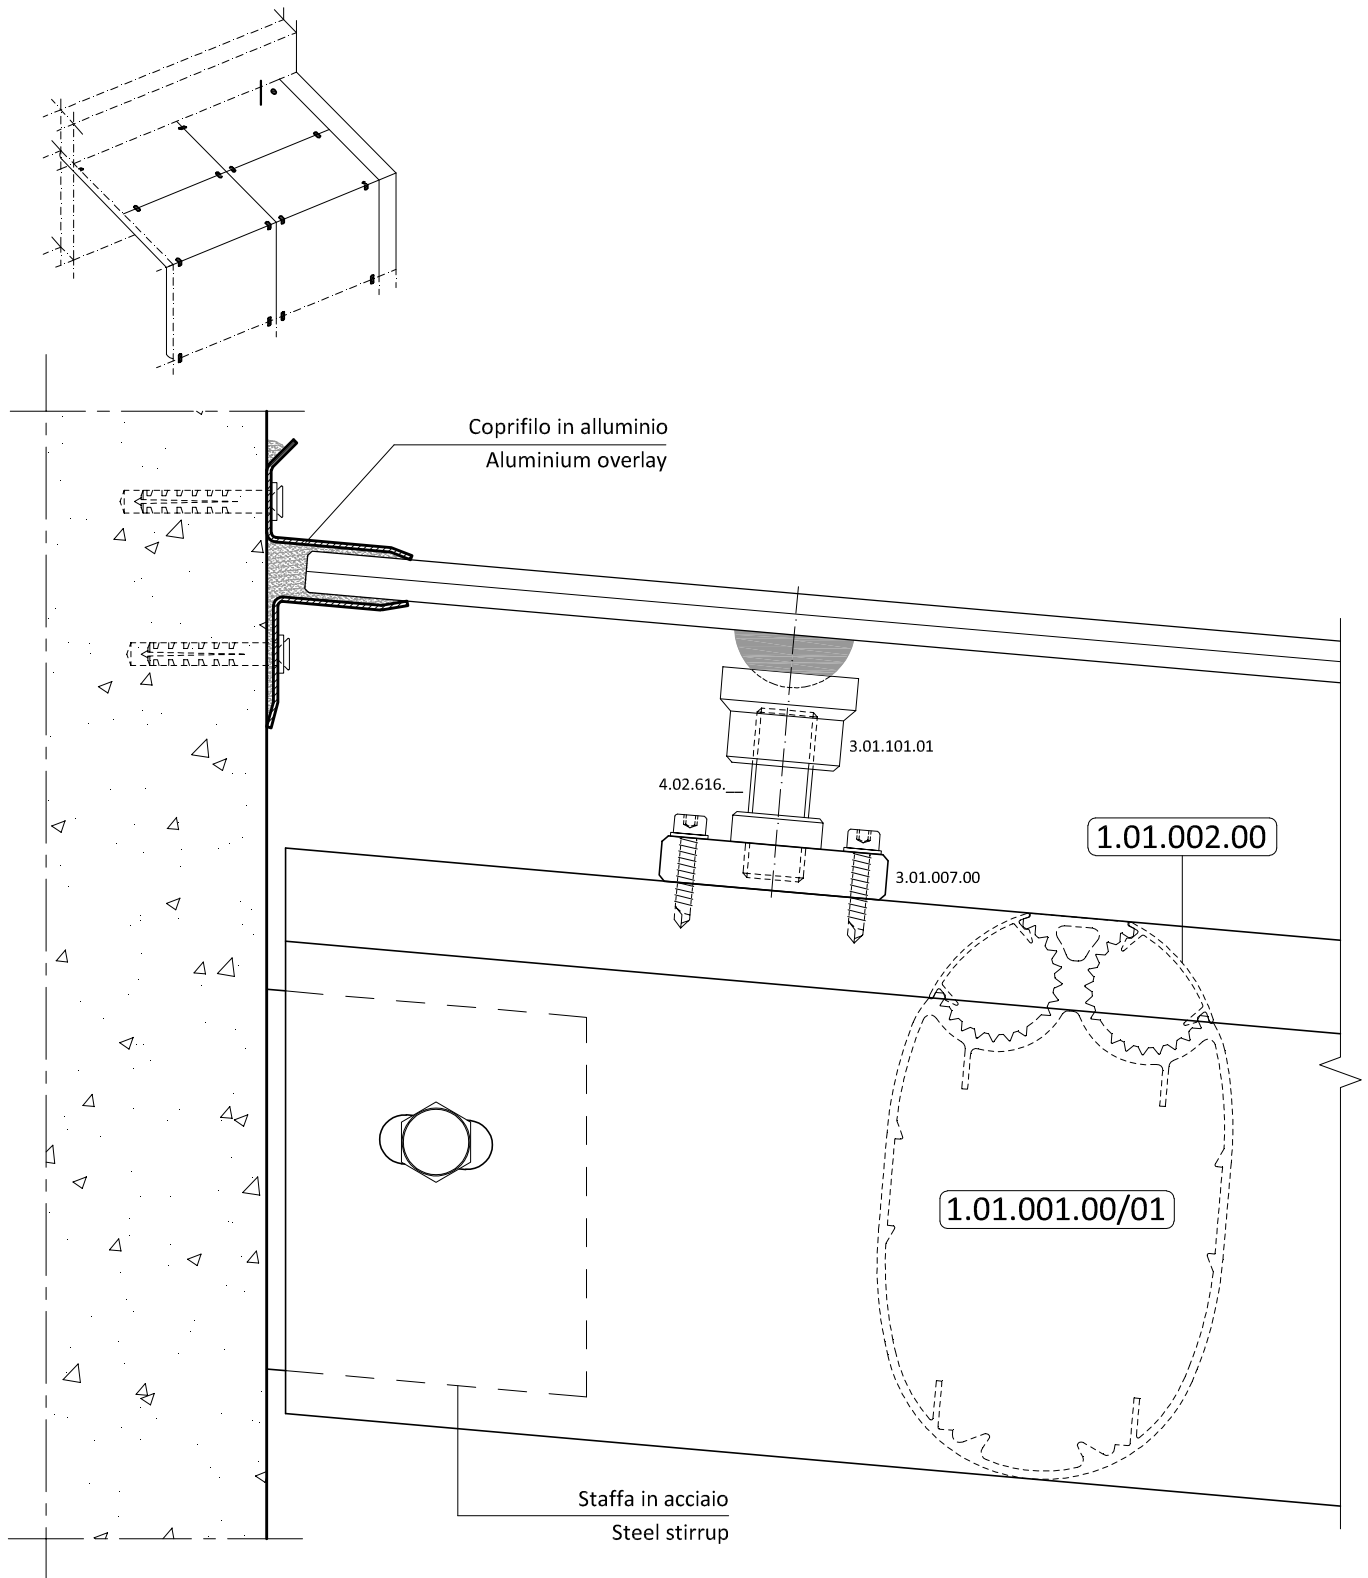 Coprifilo in alluminio
Aluminium overlay
3.01.101.01
4.02.616.__
1.01.002.00
3.01.007.00
1.01.001.00/01
Staffa in acciaio
Steel stirrup